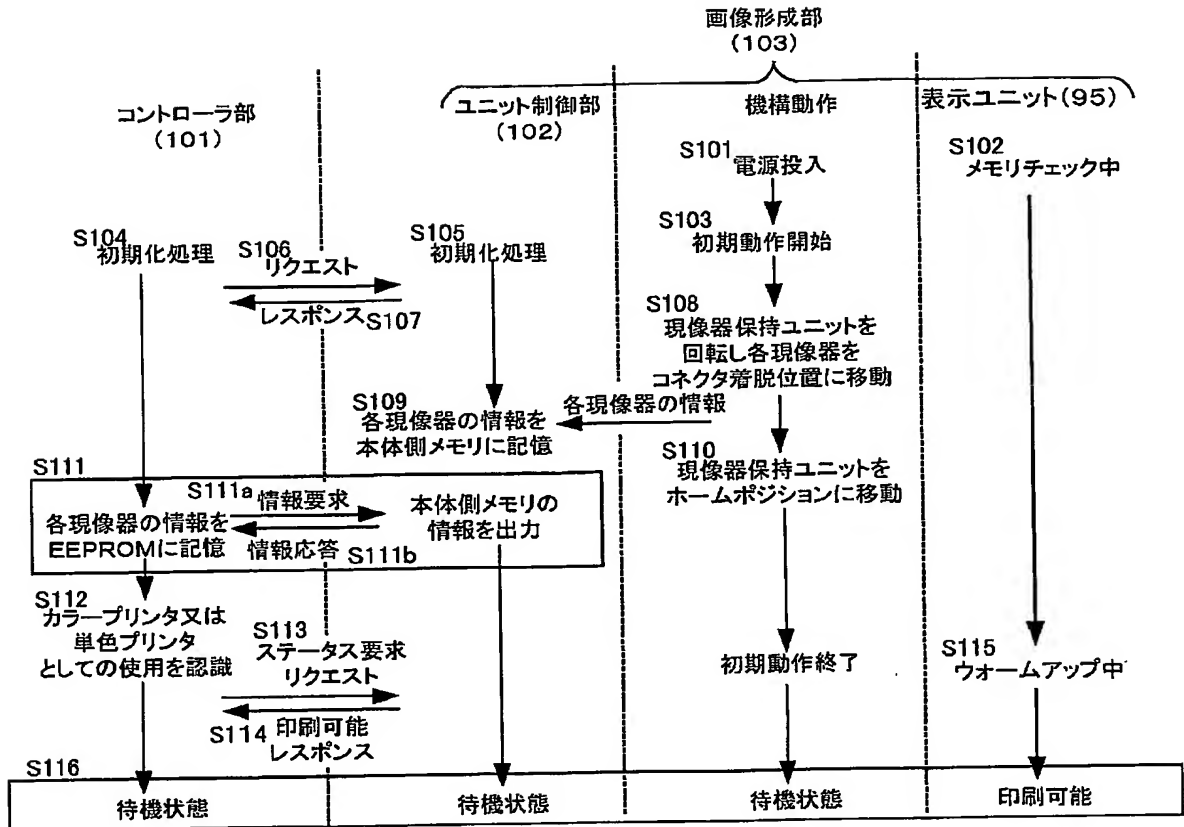 画像形成部
(103)
コントローラ部
(101)
ユニット制御部
(102)
機構動作
表示ユニット(95)
S101
電源投入
S102
メモリチェック中
S103
初期動作開始
S104
初期化処理
S105
初期化処理
S106
リクエスト
レスポンス S107
S108
現像器保持ユニットを
回転し各現像器を
コネクタ着脱位置に移動
S109
各現像器の情報を
本体側メモリに記憶
各現像器の情報
S110
現像器保持ユニットを
ホームポジションに移動
S111
S111a 情報要求
各現像器の情報を
EEPROMに記憶
情報応答
S111b
本体側メモリの
情報を出力
S112
カラープリンタ又は
単色プリンタ
としての使用を認識
S113
ステータス要求
リクエスト
S114 印刷可能
レスポンス
初期動作終了
S115
ウォームアップ中
S116
待機状態
待機状態
待機状態
印刷可能